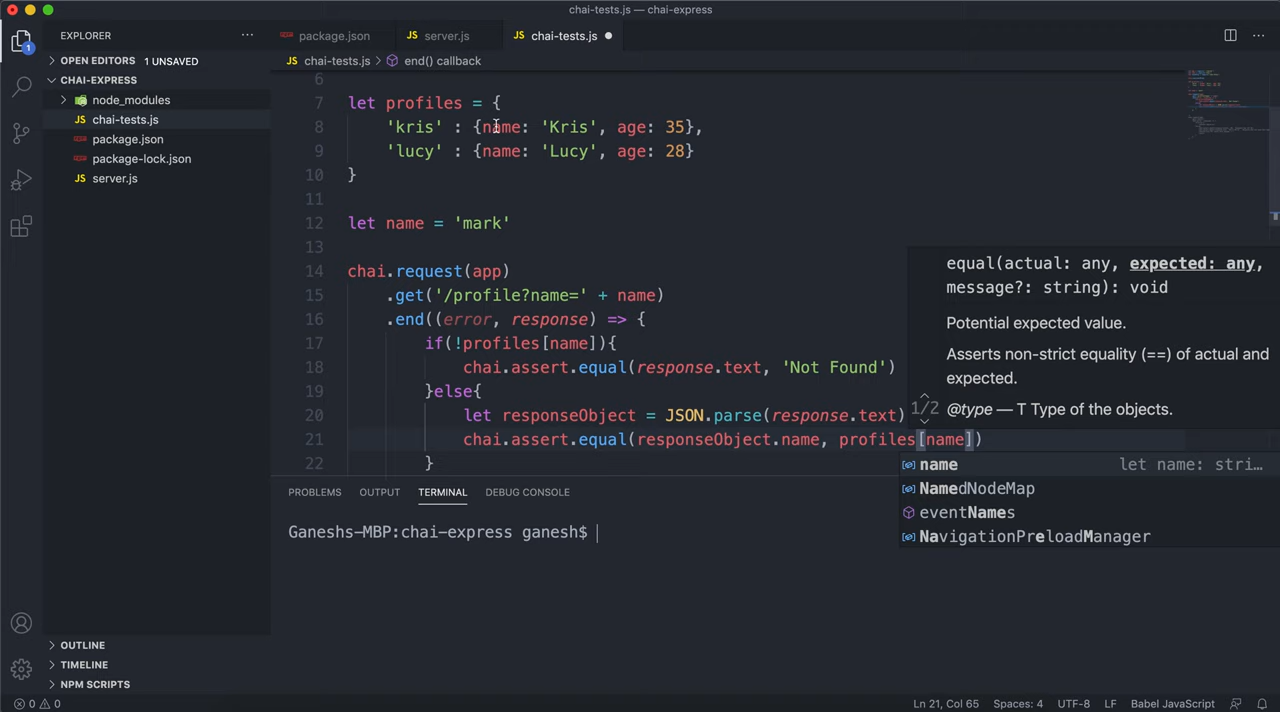 chai-tests.js — chai-express
EXPLORER
package.json
server.js
chai-tests.js
OPEN EDITORS 1 UNSAVED
chai-tests.js > end() callback
CHAI-EXPRESS
node_modules
chai-tests.js
package.json
package-lock.json
server.js
1
6
7 let profiles = {
8 'kris' : {name: 'Kris', age: 35},
9 'lucy' : {name: 'Lucy', age: 28}
10 }
11
12 let name = 'mark'
13
14 chai.request(app)
15 .get('/profile?name=' + name)
16 .end((error, response) => {
17 if(!profiles[name]){
18 chai.assert.equal(response.text, 'Not Found')
19 }else{
20 let responseObject = JSON.parse(response.text)
21 chai.assert.equal(responseObject.name, profiles[name])
22 }
equal(actual: any, expected: any,
message?: string): void
Potential expected value.
Asserts non-strict equality (==) of actual and
expected.
1/2
@type — T Type of the objects.
name let name: stri…
NamedNodeMap
eventNames
NavigationPreloadManager
PROBLEMS OUTPUT TERMINAL DEBUG CONSOLE
Ganeshs-MBP:chai-express ganesh$
OUTLINE
TIMELINE
NPM SCRIPTS
0 0
Ln 21, Col 65 Spaces: 4 UTF-8 LF Babel JavaScript